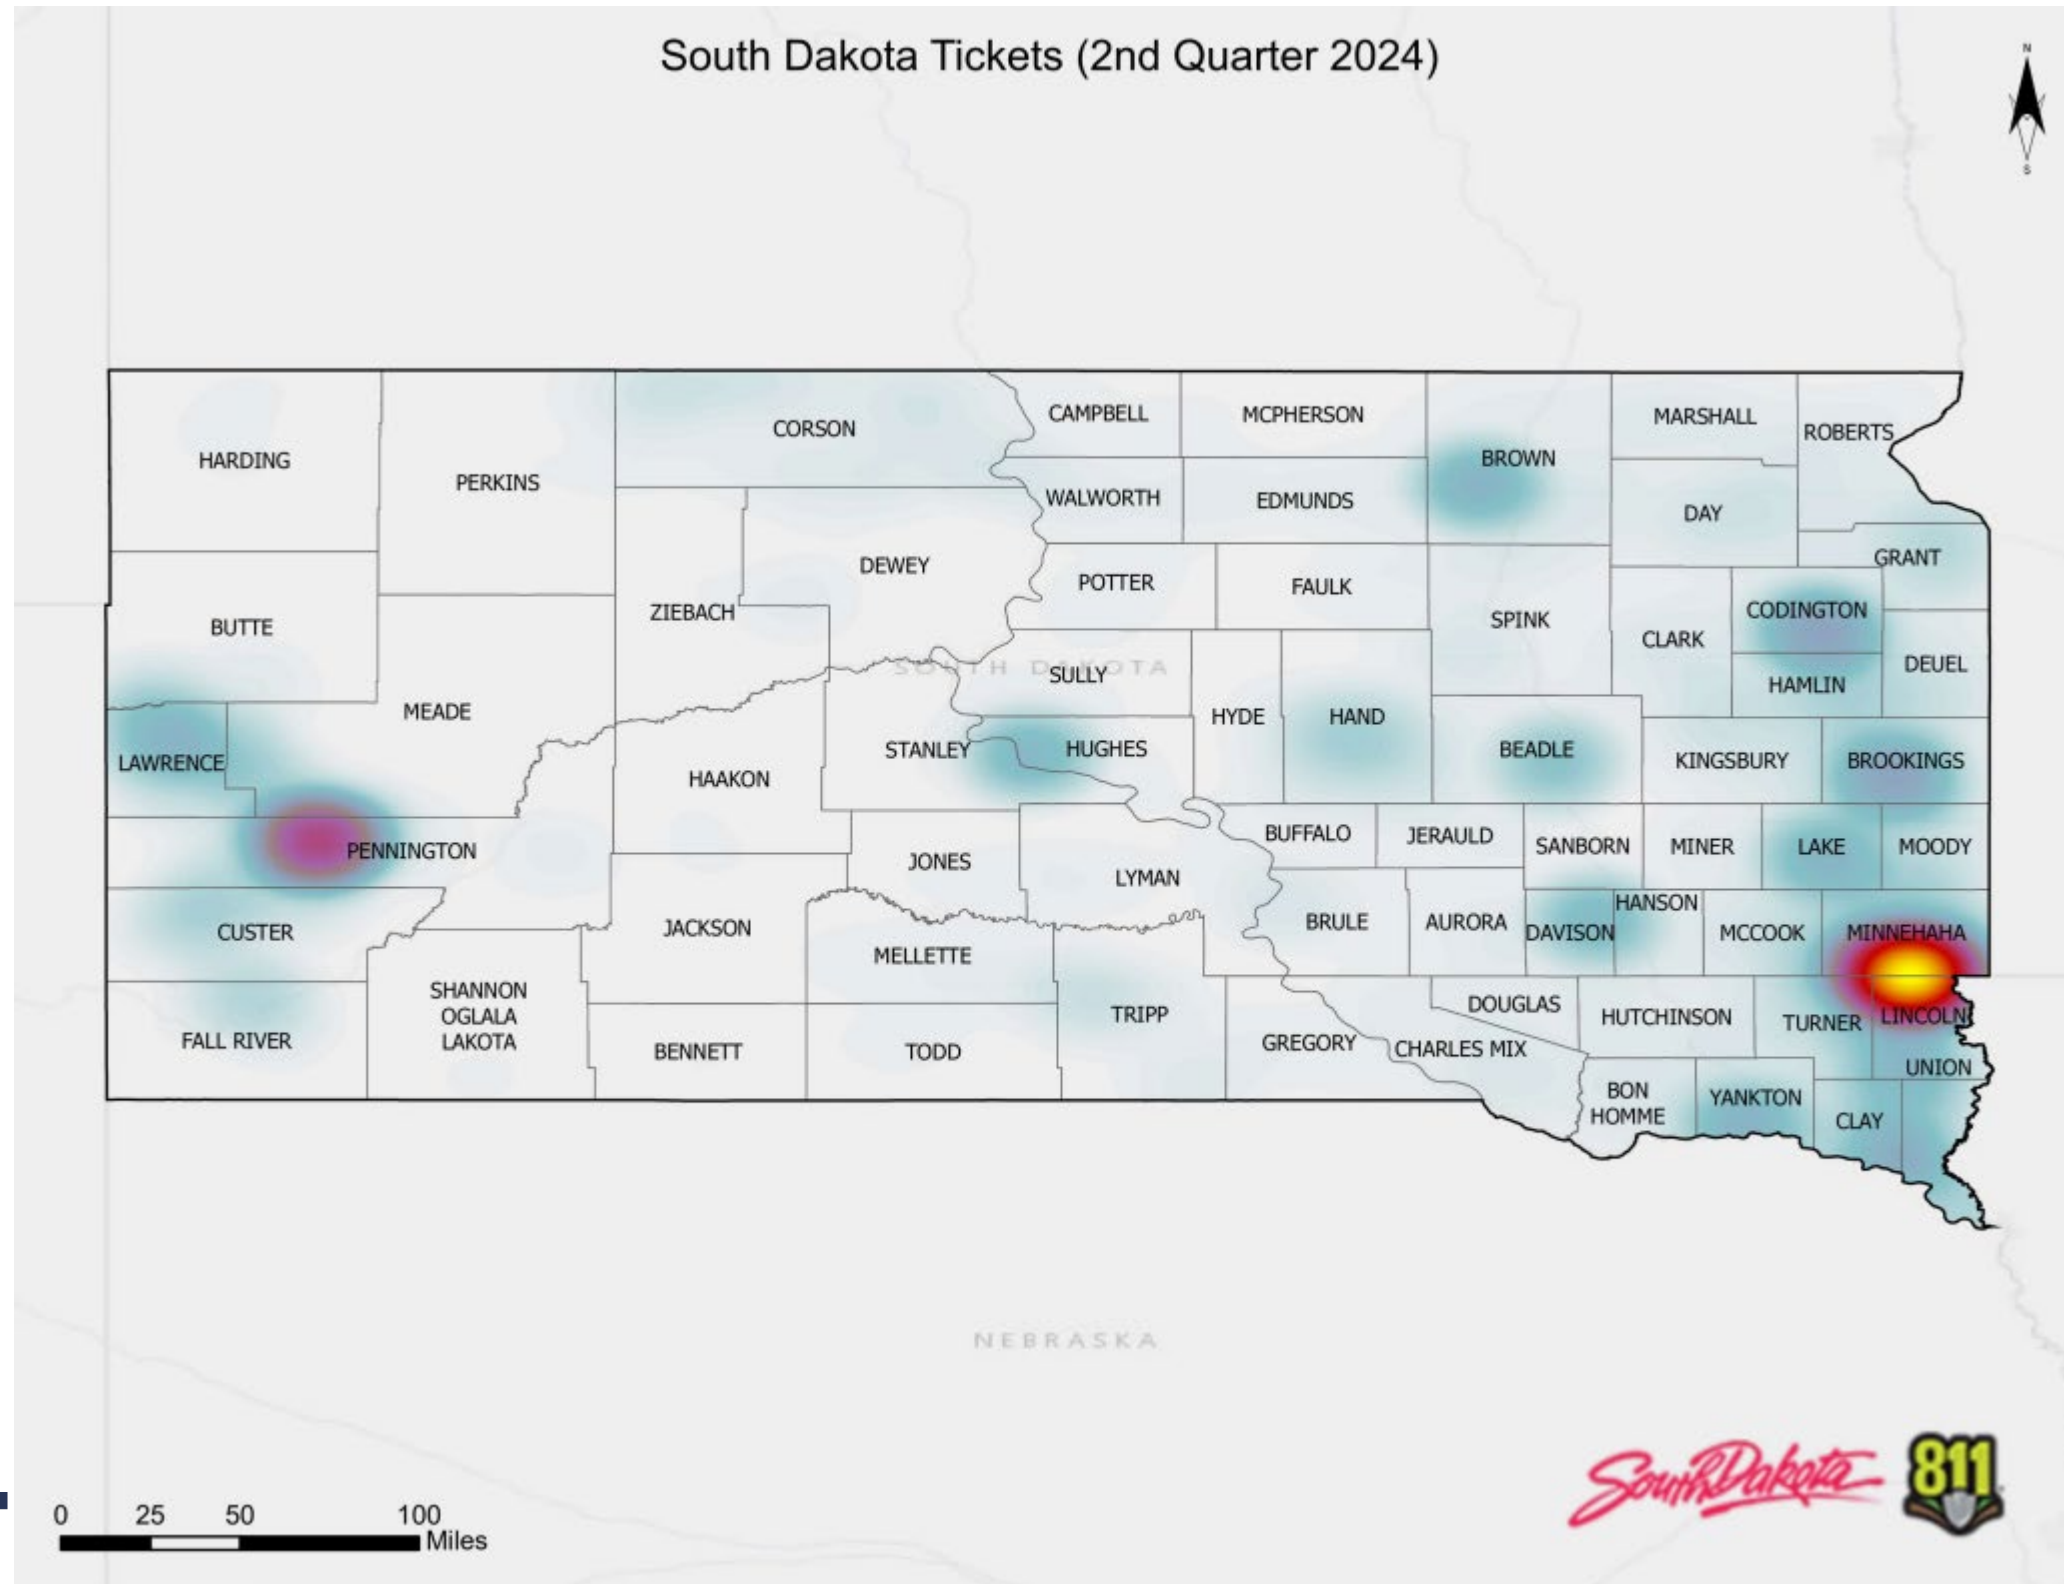 South Dakota Tickets (2nd Quarter 2024)
N
S
HARDING
PERKINS
CORSON
CAMPBELL
MCPHERSON
BROWN
MARSHALL
ROBERTS
WALWORTH
EDMUNDS
DAY
GRANT
BUTTE
ZIEBACH
DEWEY
POTTER
FAULK
SPINK
CLARK
CODINGTON
DEUEL
HAMLIN
SOUTH DAKOTA
SULLY
MEADE
HYDE
HAND
LAWRENCE
HAAKON
STANLEY
HUGHES
BEADLE
KINGSBURY
BROOKINGS
PENNINGTON
JONES
LYMAN
BUFFALO
JERAULD
SANBORN
MINER
LAKE
MOODY
CUSTER
JACKSON
MELLETTE
BRULE
AURORA
DAVISON
HANSON
MCCOOK
MINNEHAHA
FALL RIVER
SHANNON
OGLALA
LAKOTA
BENNETT
TODD
TRIPP
GREGORY
CHARLES MIX
DOUGLAS
HUTCHINSON
TURNER
LINCOLN
UNION
BON
HOMME
YANKTON
CLAY
NEBRASKA
South Dakota
811
0 25 50 100
Miles